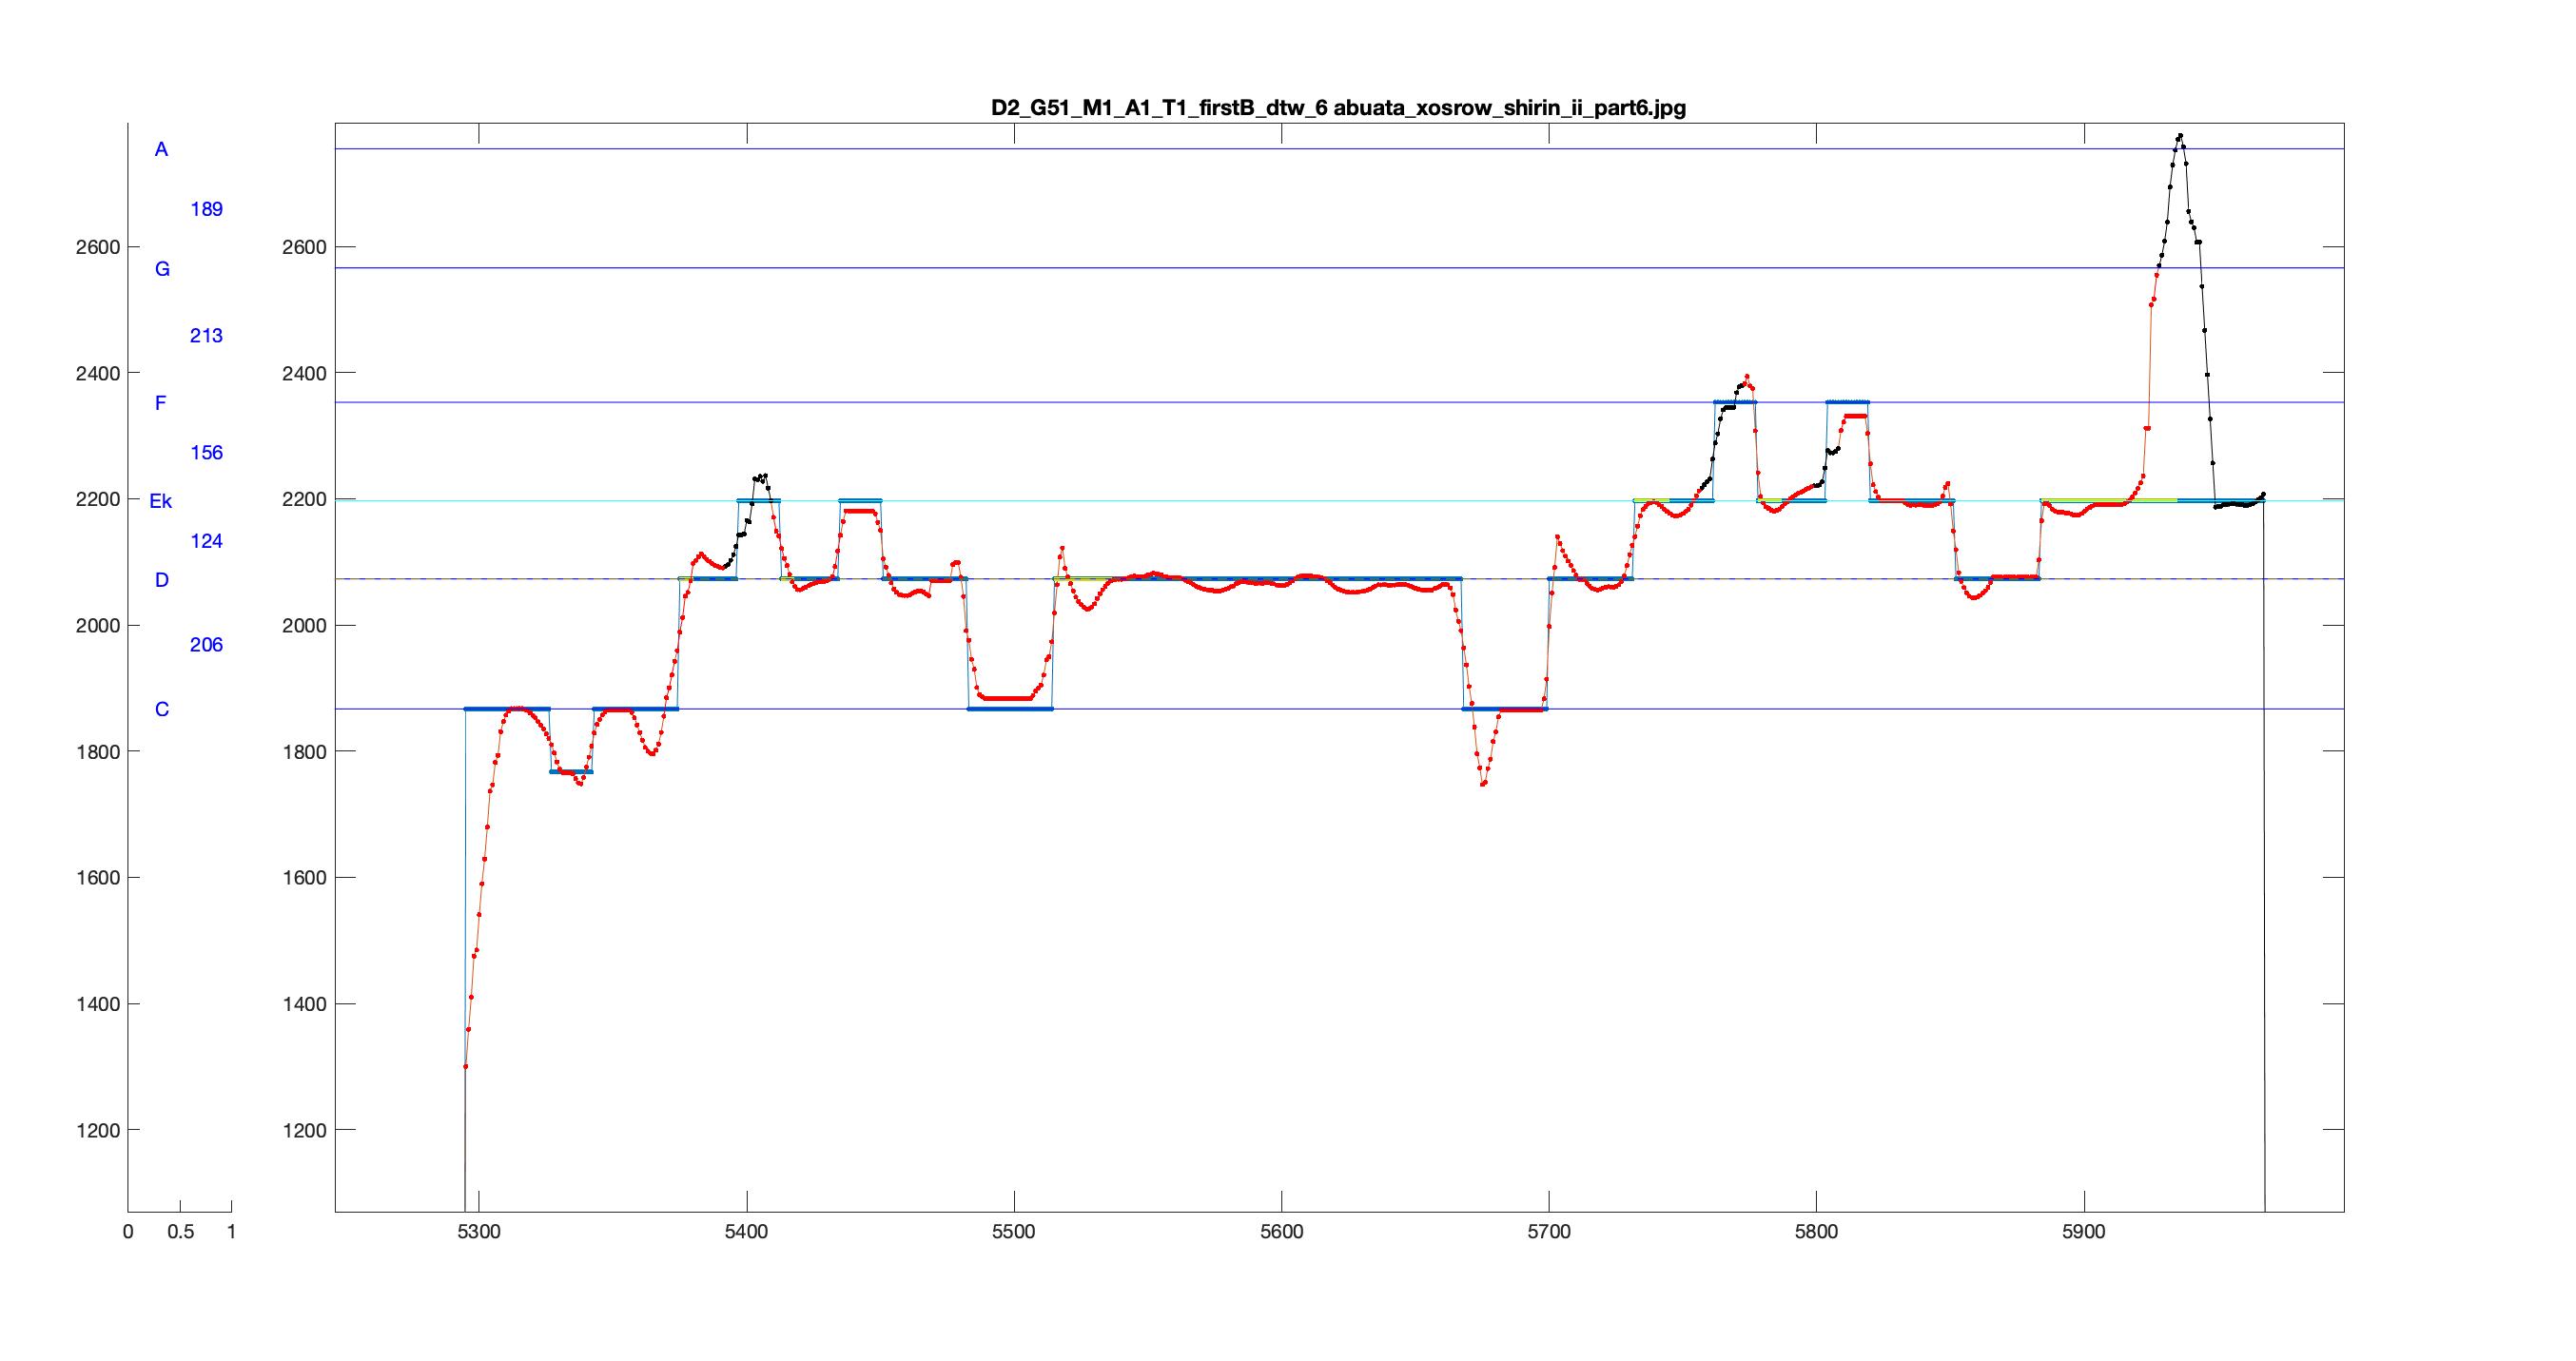 D2_G51_M1_A1_T1_firstB_dtw_6 abuata_xosrow_shirin_ii_part6.jpg
A
189
2600 G 2600
213
2400 2400
F
156
2200 Ek 2200
124
D
2000 2000
206
C
1800 1800
1600 1600
1400 1400
1200 1200
0 0.5 1 5300 5400 5500 5600 5700 5800 5900